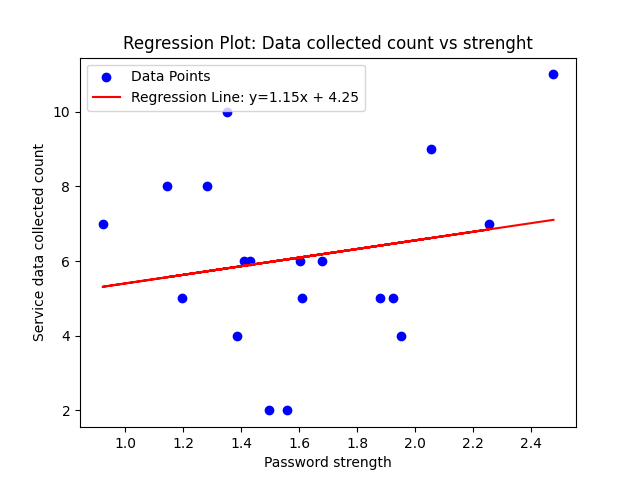 Regression Plot: Data collected count vs strenght
Data Points
Regression Line: y=1.15x + 4.25
10
8
6
4
2
Service data collected count
1.0 1.2 1.4 1.6 1.8 2.0 2.2 2.4
Password strength